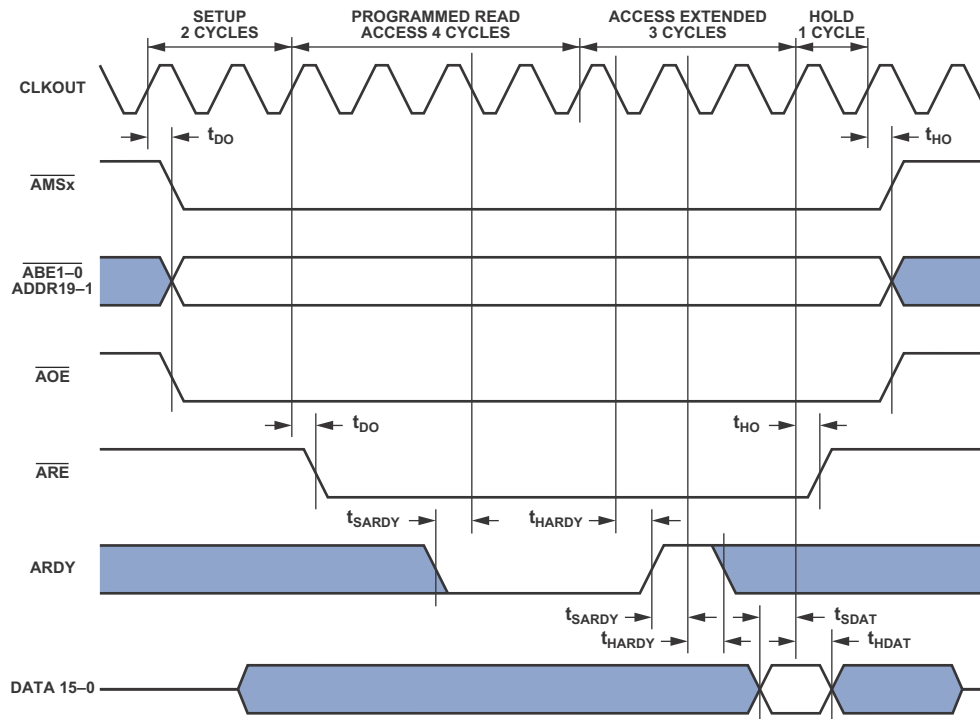 SETUP
2 CYCLES
PROGRAMMED READ
ACCESS 4 CYCLES
ACCESS EXTENDED
3 CYCLES
HOLD
1 CYCLE
CLKOUT
tDO
tHO
AMSx
ABE1–0
ADDR19–1
AOE
tDO
tHO
ARE
tSARDY
tHARDY
ARDY
tSARDY
tSDAT
tHARDY
tHDAT
DATA 15–0